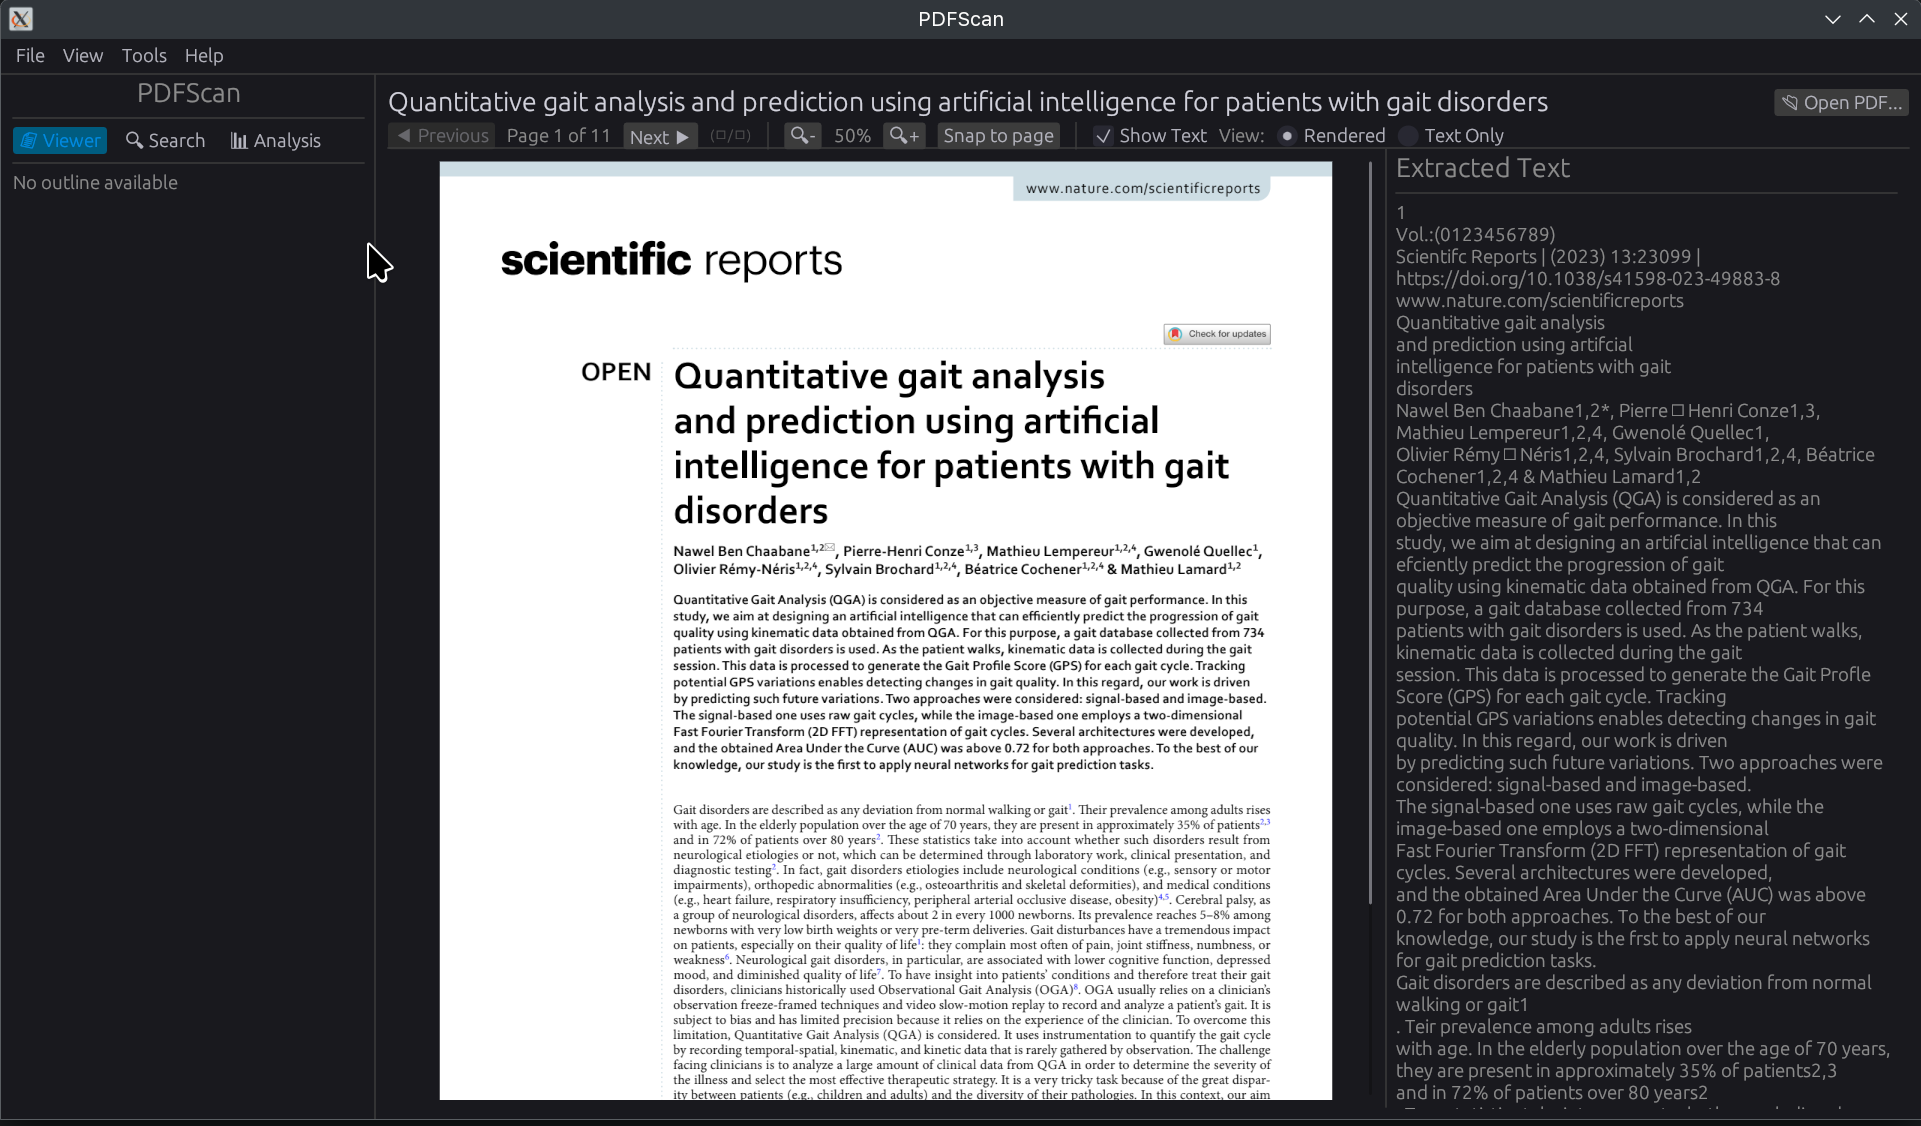 PDFScan
File View Tools Help
PDFScan
Viewer Search Analysis
No outline available
Quantitative gait analysis and prediction using artificial intelligence for patients with gait disorders
Open PDF...
◀ Previous Page 1 of 11 Next ▶ (□/□) - 50% + Snap to page Show Text View: Rendered Text Only
www.nature.com/scientificreports
scientific reports
Check for updates
OPEN
Quantitative gait analysis
and prediction using artificial
intelligence for patients with gait
disorders
Nawel Ben Chaabane1,2✉, Pierre-Henri Conze1,3, Mathieu Lempereur1,2,4, Gwenolé Quellec1,
Olivier Rémy-Néris1,2,4, Sylvain Brochard1,2,4, Béatrice Cochener1,2,4 & Mathieu Lamard1,2
Quantitative Gait Analysis (QGA) is considered as an objective measure of gait performance. In this
study, we aim at designing an artificial intelligence that can efficiently predict the progression of gait
quality using kinematic data obtained from QGA. For this purpose, a gait database collected from 734
patients with gait disorders is used. As the patient walks, kinematic data is collected during the gait
session. This data is processed to generate the Gait Profile Score (GPS) for each gait cycle. Tracking
potential GPS variations enables detecting changes in gait quality. In this regard, our work is driven
by predicting such future variations. Two approaches were considered: signal-based and image-based.
The signal-based one uses raw gait cycles, while the image-based one employs a two-dimensional
Fast Fourier Transform (2D FFT) representation of gait cycles. Several architectures were developed,
and the obtained Area Under the Curve (AUC) was above 0.72 for both approaches. To the best of our
knowledge, our study is the first to apply neural networks for gait prediction tasks.
Gait disorders are described as any deviation from normal walking or gait1. Their prevalence among adults rises
with age. In the elderly population over the age of 70 years, they are present in approximately 35% of patients2,3
and in 72% of patients over 80 years2. These statistics take into account whether such disorders result from
neurological etiologies or not, which can be determined through laboratory work, clinical presentation, and
diagnostic testing2. In fact, gait disorders etiologies include neurological conditions (e.g., sensory or motor
impairments), orthopedic abnormalities (e.g., osteoarthritis and skeletal deformities), and medical conditions
(e.g., heart failure, respiratory insufficiency, peripheral arterial occlusive disease, obesity)4,5. Cerebral palsy, as
a group of neurological disorders, affects about 2 in every 1000 newborns. Its prevalence reaches 5–8% among
newborns with very low birth weights or very pre-term deliveries. Gait disturbances have a tremendous impact
on patients, especially on their quality of life1: they complain most often of pain, joint stiffness, numbness, or
weakness6. Neurological gait disorders, in particular, are associated with lower cognitive function, depressed
mood, and diminished quality of life7. To have insight into patients' conditions and therefore treat their gait
disorders, clinicians historically used Observational Gait Analysis (OGA)8. OGA usually relies on a clinician's
observation freeze-framed techniques and video slow-motion replay to record and analyze a patient's gait. It is
subject to bias and has limited precision because it relies on the experience of the clinician. To overcome this
limitation, Quantitative Gait Analysis (QGA) is considered. It uses instrumentation to quantify the gait cycle
by recording temporal-spatial, kinematic, and kinetic data that is rarely gathered by observation. The challenge
facing clinicians is to analyze a large amount of clinical data from QGA in order to determine the severity of
the illness and select the most effective therapeutic strategy. It is a very tricky task because of the great dispar-
ity between patients (e.g., children and adults) and the diversity of their pathologies. In this context, our aim
Extracted Text
1
Vol.:(0123456789)
Scientifc Reports | (2023) 13:23099 |
https://doi.org/10.1038/s41598-023-49883-8
www.nature.com/scientificreports
Quantitative gait analysis
and prediction using artifcial
intelligence for patients with gait
disorders
Nawel Ben Chaabane1,2*, Pierre □ Henri Conze1,3,
Mathieu Lempereur1,2,4, Gwenolé Quellec1,
Olivier Rémy □ Néris1,2,4, Sylvain Brochard1,2,4, Béatrice
Cochener1,2,4 & Mathieu Lamard1,2
Quantitative Gait Analysis (QGA) is considered as an
objective measure of gait performance. In this
study, we aim at designing an artifcial intelligence that can
efciently predict the progression of gait
quality using kinematic data obtained from QGA. For this
purpose, a gait database collected from 734
patients with gait disorders is used. As the patient walks,
kinematic data is collected during the gait
session. This data is processed to generate the Gait Profle
Score (GPS) for each gait cycle. Tracking
potential GPS variations enables detecting changes in gait
quality. In this regard, our work is driven
by predicting such future variations. Two approaches were
considered: signal-based and image-based.
The signal-based one uses raw gait cycles, while the
image-based one employs a two-dimensional
Fast Fourier Transform (2D FFT) representation of gait
cycles. Several architectures were developed,
and the obtained Area Under the Curve (AUC) was above
0.72 for both approaches. To the best of our
knowledge, our study is the frst to apply neural networks
for gait prediction tasks.
Gait disorders are described as any deviation from normal
walking or gait1
. Teir prevalence among adults rises
with age. In the elderly population over the age of 70 years,
they are present in approximately 35% of patients2,3
and in 72% of patients over 80 years2